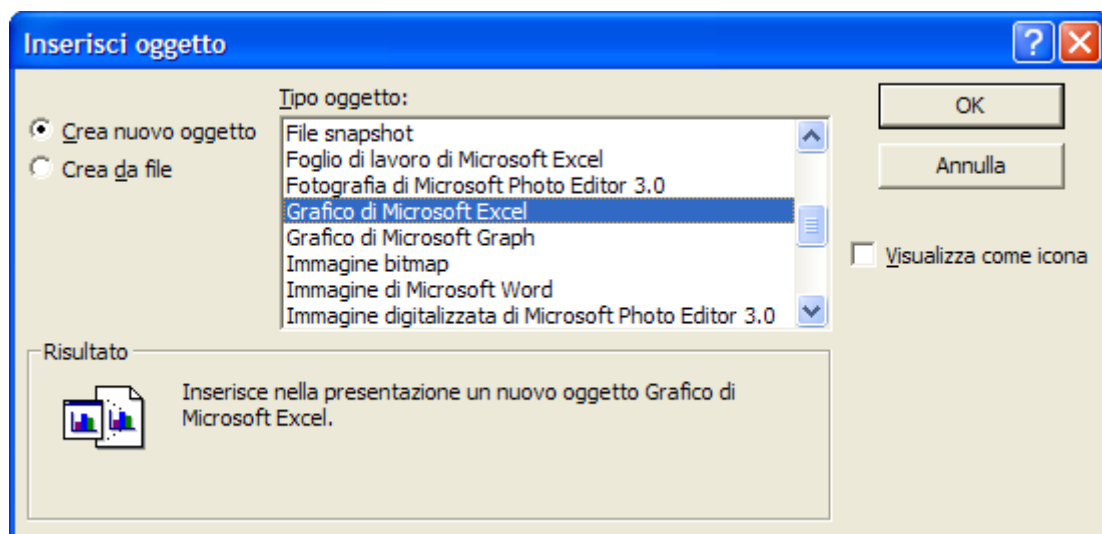 Inserisci oggetto
Tipo oggetto:
Crea nuovo oggetto
Crea da file
File snapshot
Foglio di lavoro di Microsoft Excel
Fotografia di Microsoft Photo Editor 3.0
Grafico di Microsoft Excel
Grafico di Microsoft Graph
Immagine bitmap
Immagine di Microsoft Word
Immagine digitalizzata di Microsoft Photo Editor 3.0
OK
Annulla
Visualizza come icona
Risultato
Inserisce nella presentazione un nuovo oggetto Grafico di
Microsoft Excel.